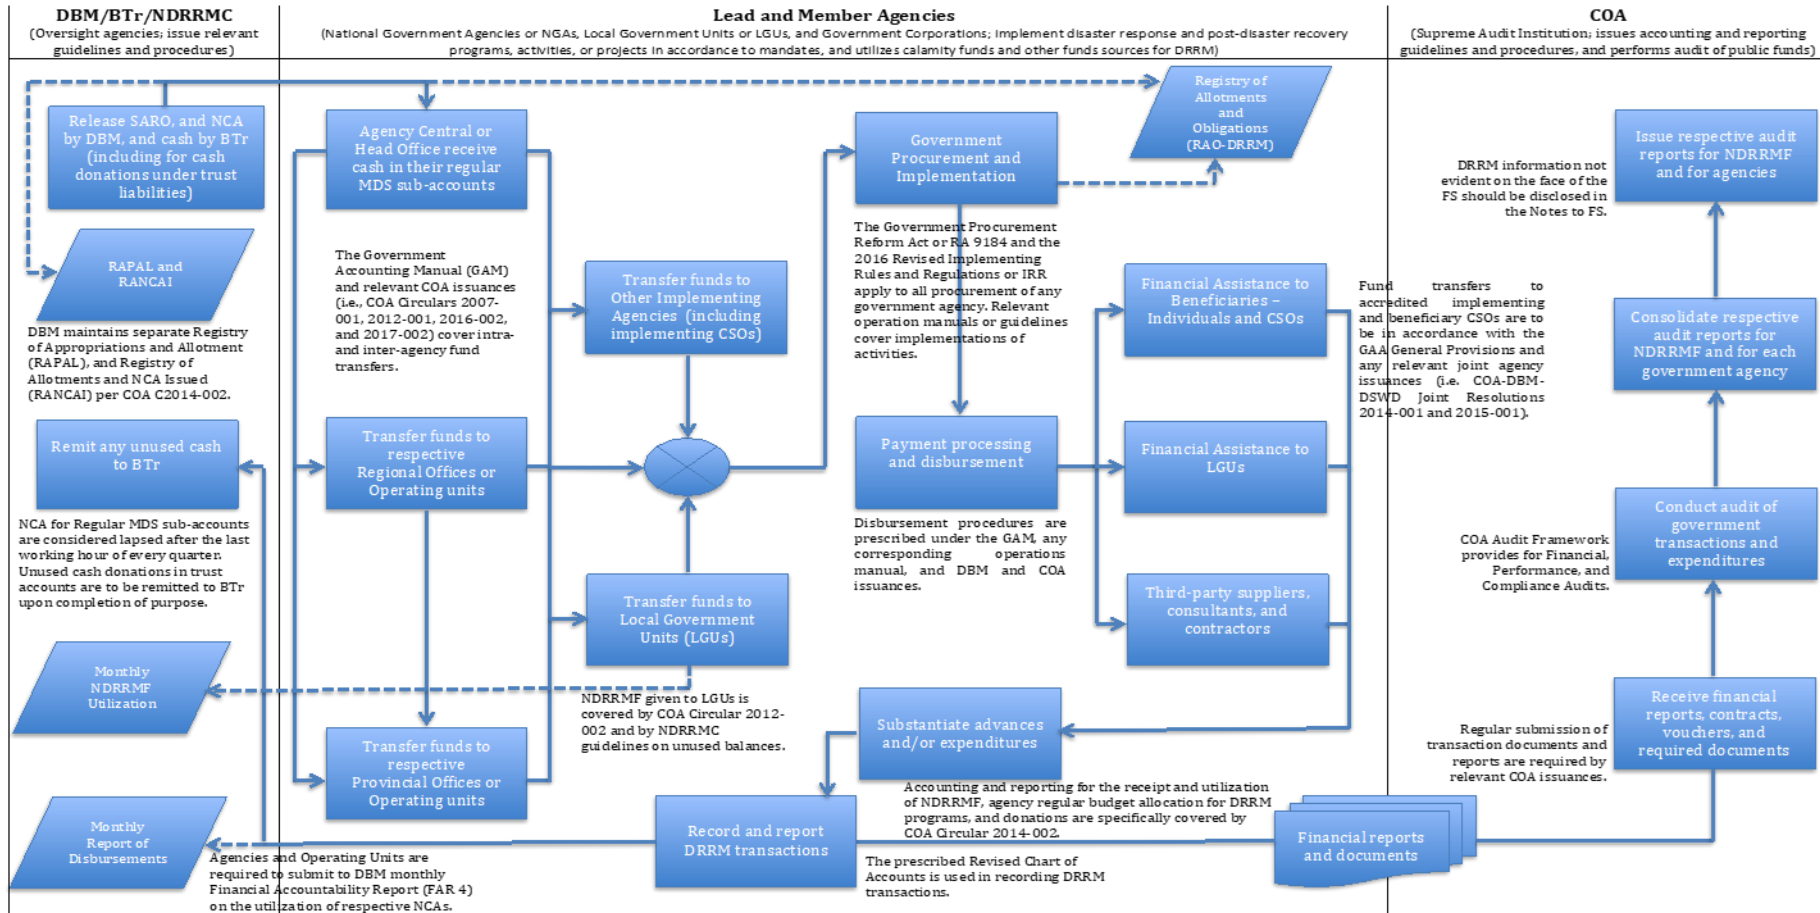 DBM/BTr/NDRRMC
(Oversight agencies; issue relevant
guidelines and procedures)
Lead and Member Agencies
(National Government Agencies or NGAs, Local Government Units or LGUs, and Government Corporations; implement disaster response and post-disaster recovery
programs, activities, or projects in accordance to mandates, and utilizes calamity funds and other funds sources for DRRM)
COA
(Supreme Audit Institution; issues accounting and reporting
guidelines and procedures, and performs audit of public funds)
Release SARO, and NCA
by DBM, and cash by BTr
(including for cash
donations under trust
liabilities)
RAPAL and
RANCAI
DBM maintains separate Registry
of Appropriations and Allotment
(RAPAL), and Registry of
Allotments and NCA Issued
(RANCAI) per COA C2014-002.
Remit any unused cash
to BTr
NCA for Regular MDS sub-accounts
are considered lapsed after the last
working hour of every quarter.
Unused cash donations in trust
accounts are to be remitted to BTr
upon completion of purpose.
Monthly
NDRRMF
Utilization
Monthly
Report of
Disbursements
Agencies and Operating Units are
required to submit to DBM monthly
Financial Accountability Report (FAR 4)
on the utilization of respective NCAs.
Agency Central or
Head Office receive
cash in their regular
MDS sub-accounts
The Government
Accounting Manual (GAM)
and relevant COA issuances
(i.e., COA Circulars 2007-
001, 2012-001, 2016-002,
and 2017-002) cover intra-
and inter-agency fund
transfers.
Transfer funds to
respective
Regional Offices or
Operating units
Transfer funds to
respective
Provincial Offices or
Operating units
Transfer funds to
Other Implementing
Agencies (including
implementing CSOs)
Transfer funds to
Local Government
Units (LGUs)
NDRRMF given to LGUs is
covered by COA Circular 2012-
002 and by NDRRMC
guidelines on unused balances.
Government
Procurement and
Implementation
Registry of
Allotments
and
Obligations
(RAO-DRRM)
The Government Procurement
Reform Act or RA 9184 and the
2016 Revised Implementing
Rules and Regulations or IRR
apply to all procurement of any
government agency. Relevant
operation manuals or guidelines
cover implementations of
activities.
Payment processing
and disbursement
Disbursement procedures are
prescribed under the GAM, any
corresponding operations
manual, and DBM and COA
issuances.
Financial Assistance to
Beneficiaries –
Individuals and CSOs
Financial Assistance to
LGUs
Third-party suppliers,
consultants, and
contractors
Fund transfers to
accredited implementing
and beneficiary CSOs are to
be in accordance with the
GAA General Provisions and
any relevant joint agency
issuances (i.e. COA-DBM-
DSWD Joint Resolutions
2014-001 and 2015-001).
Substantiate advances
and/or expenditures
Accounting and reporting for the receipt and utilization
of NDRRMF, agency regular budget allocation for DRRM
programs, and donations are specifically covered by
COA Circular 2014-002.
Record and report
DRRM transactions
The prescribed Revised Chart of
Accounts is used in recording DRRM
transactions.
Financial reports
and documents
Issue respective audit
reports for NDRRMF
and for agencies
DRRM information not
evident on the face of the
FS should be disclosed in
the Notes to FS.
Consolidate respective
audit reports for
NDRRMF and for each
government agency
Conduct audit of
government
transactions and
expenditures
COA Audit Framework
provides for Financial,
Performance, and
Compliance Audits.
Receive financial
reports, contracts,
vouchers, and
required documents
Regular submission of
transaction documents and
reports are required by
relevant COA issuances.